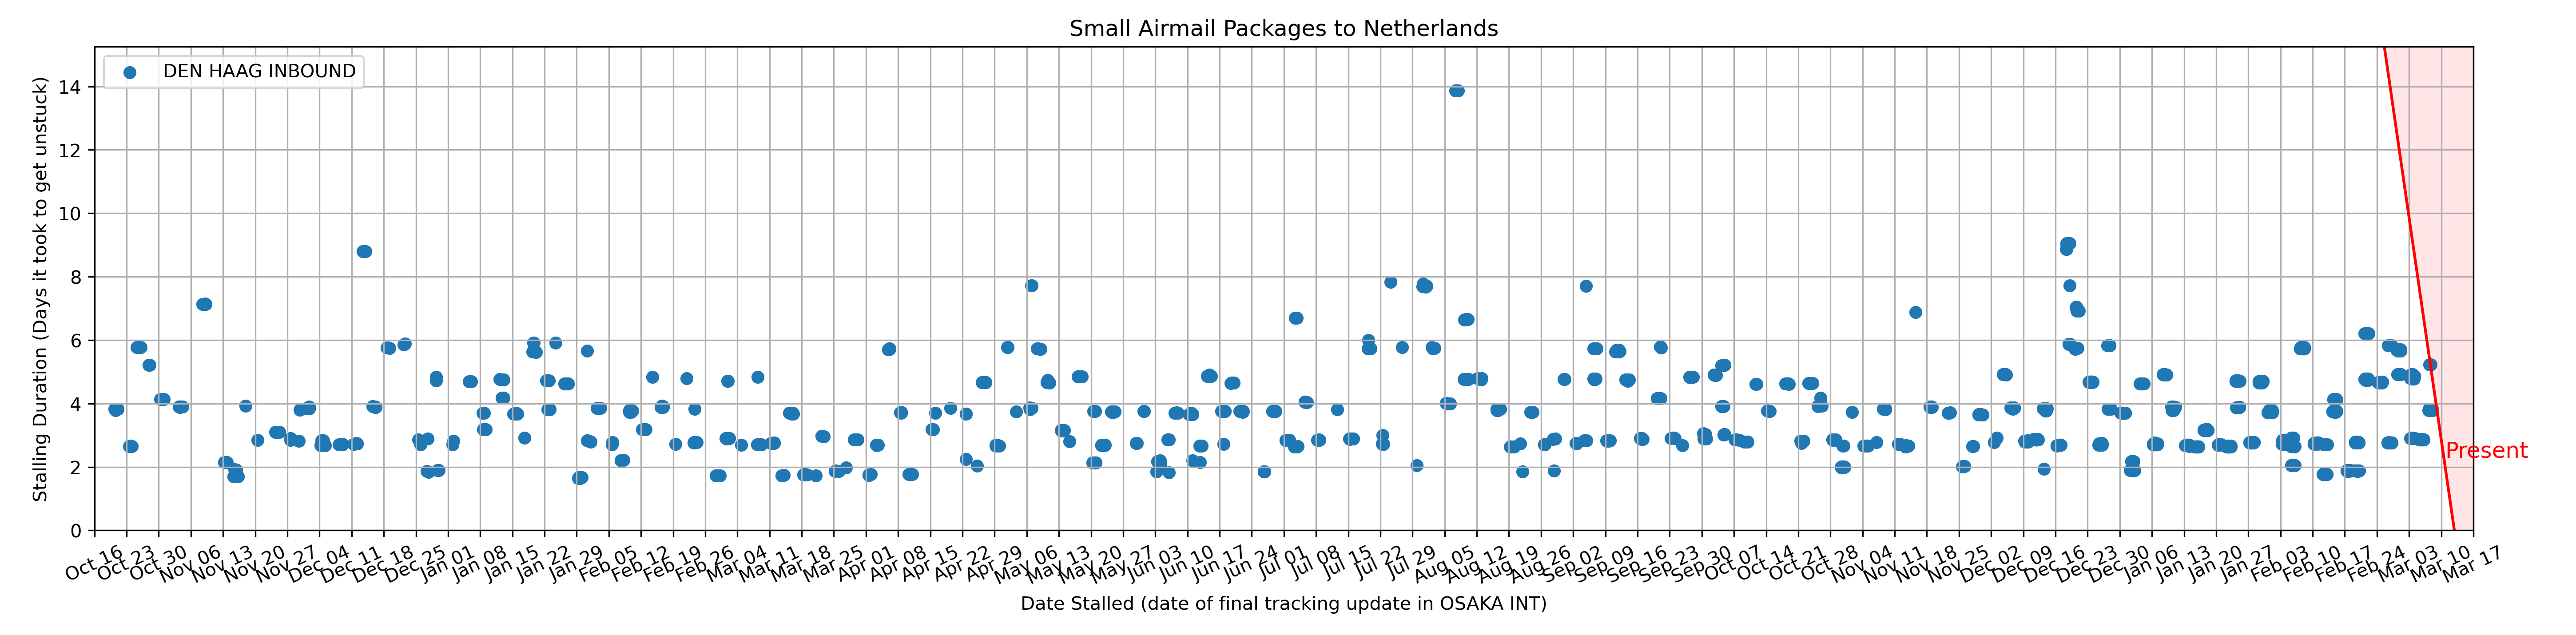 Small Airmail Packages to Netherlands
DEN HAAG INBOUND
Stalling Duration (Days it took to get unstuck)
14
12
10
8
6
4
2
0
Present
Oct 16
Oct 23
Oct 30
Nov 06
Nov 13
Nov 20
Nov 27
Dec 04
Dec 11
Dec 18
Dec 25
Jan 01
Jan 08
Jan 15
Jan 22
Jan 29
Feb 05
Feb 12
Feb 19
Feb 26
Mar 04
Mar 11
Mar 18
Mar 25
Apr 01
Apr 08
Apr 15
Apr 22
Apr 29
May 06
May 13
May 20
May 27
Jun 03
Jun 10
Jun 17
Jun 24
Jul 01
Jul 08
Jul 15
Jul 22
Jul 29
Aug 05
Aug 12
Aug 19
Aug 26
Sep 02
Sep 09
Sep 16
Sep 23
Sep 30
Oct 07
Oct 14
Oct 21
Oct 28
Nov 04
Nov 11
Nov 18
Nov 25
Dec 02
Dec 09
Dec 16
Dec 23
Dec 30
Jan 06
Jan 13
Jan 20
Jan 27
Feb 03
Feb 10
Feb 17
Feb 24
Mar 03
Mar 10
Mar 17
Date Stalled (date of final tracking update in OSAKA INT)